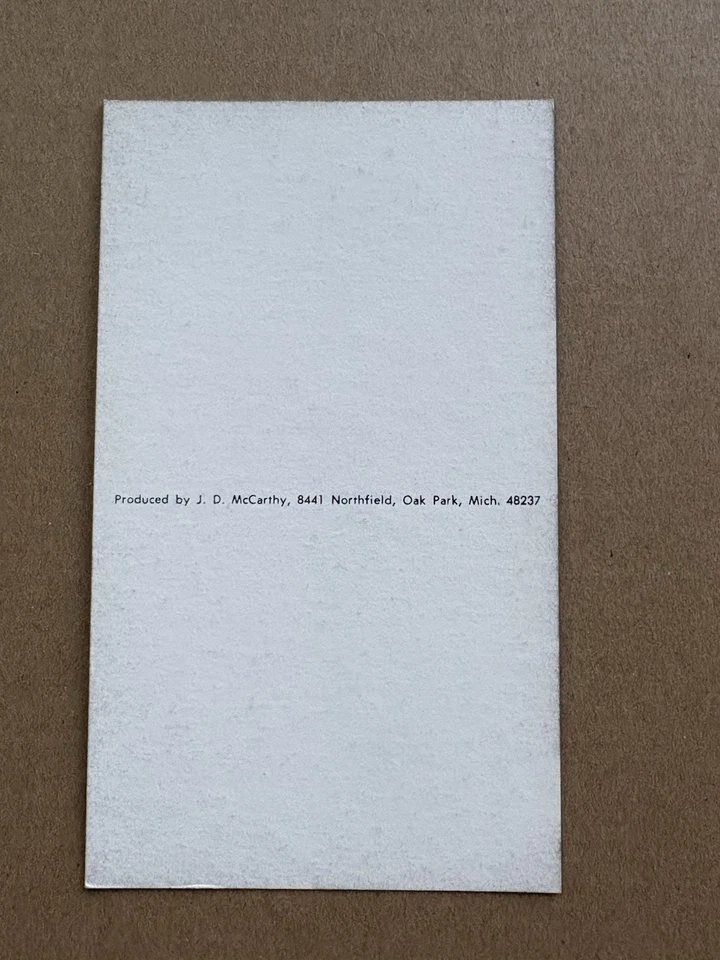 Produced by J. D. McCarthy, 8441 Northfield, Oak Park, Mich. 48237